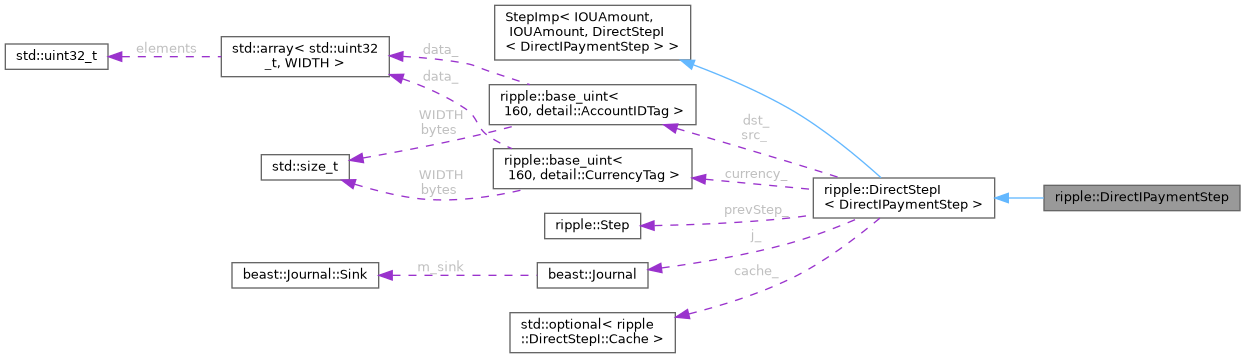 StepImp< IOUAmount,
 IOUAmount, DirectStepI
< DirectIPaymentStep > >
std::uint32_t
elements
std::array< std::uint32
_t, WIDTH >
data_
data_
ripple::base_uint<
 160, detail::AccountIDTag >
WIDTH
bytes
dst_
src_
std::size_t
ripple::base_uint<
 160, detail::CurrencyTag >
WIDTH
bytes
currency_
ripple::DirectStepI
< DirectIPaymentStep >
ripple::DirectIPaymentStep
ripple::Step
prevStep_
j_
beast::Journal::Sink
m_sink
beast::Journal
cache_
std::optional< ripple
::DirectStepI::Cache >